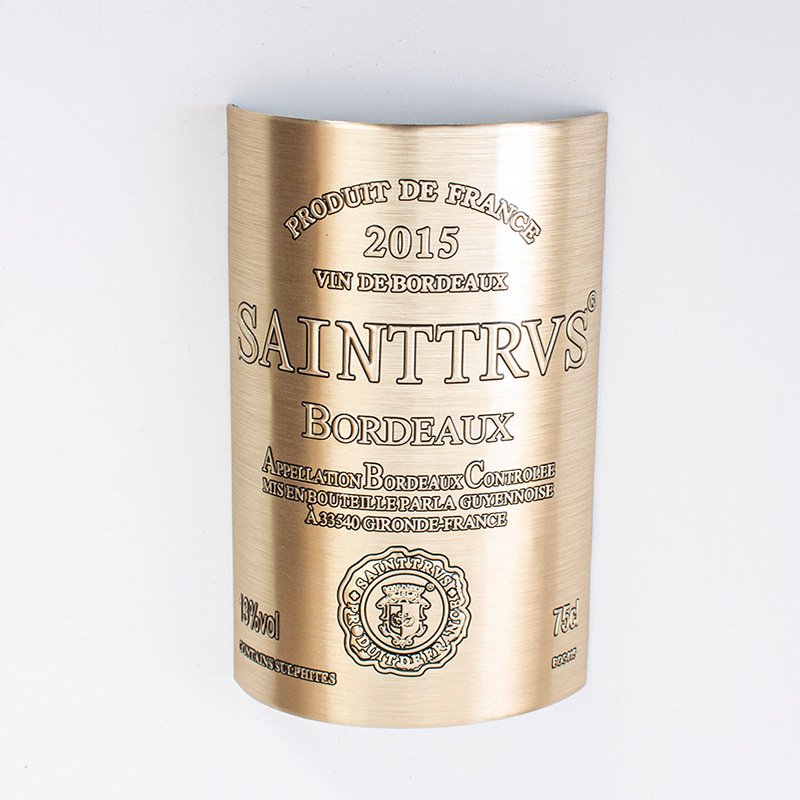 PRODUIT DE FRANCE
2015
VIN DE BORDEAUX
SAINTTRVS®
BORDEAUX
APPELLATION BORDEAUX CONTROLEE
MIS EN BOUTEILLE PAR LA GUYENNOISE
À 33540 GIRONDE-FRANCE
SAINTTRVS
PRODUIT DE FRAN
13%vol
75cl
CONTAINS SULPHITES